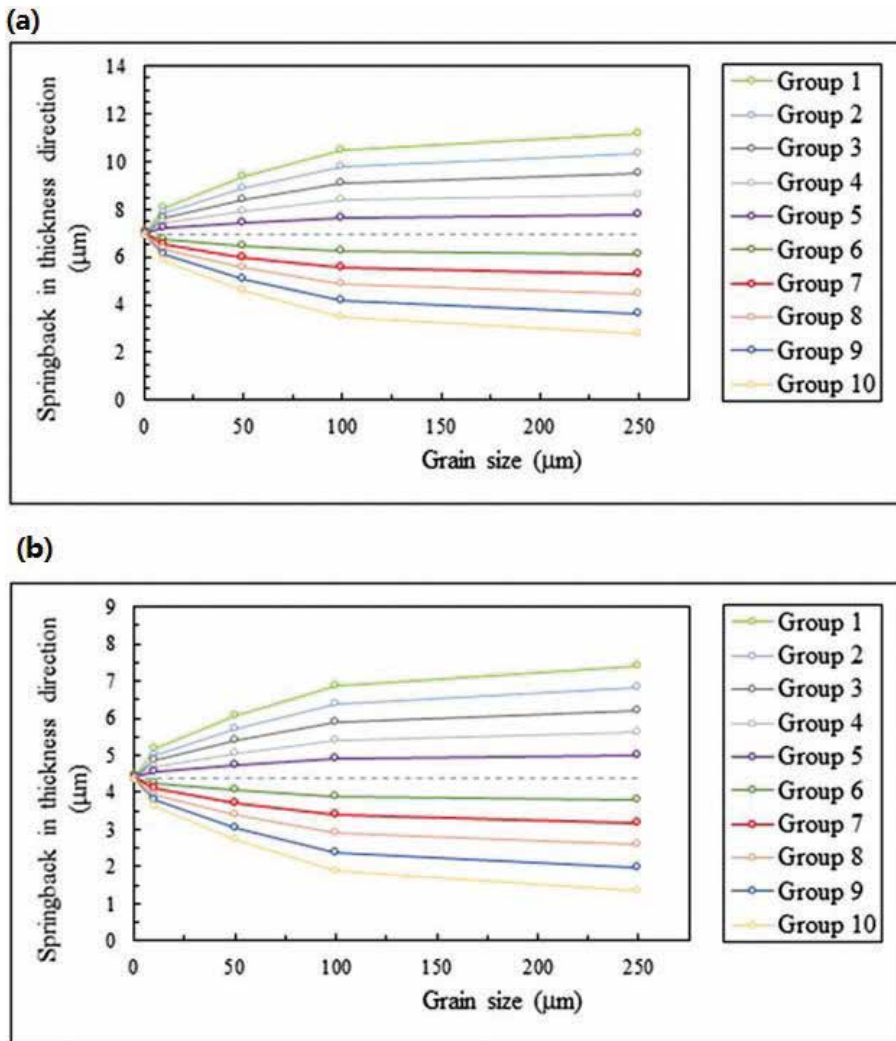 (a)
Springback in thickness direction
(μm)
14
12
10
8
6
4
2
0
0 50 100 150 200 250
Grain size (μm)
Group 1
Group 2
Group 3
Group 4
Group 5
Group 6
Group 7
Group 8
Group 9
Group 10
(b)
Springback in thickness direction
(μm)
9
8
7
6
5
4
3
2
1
0
0 50 100 150 200 250
Grain size (μm)
Group 1
Group 2
Group 3
Group 4
Group 5
Group 6
Group 7
Group 8
Group 9
Group 10